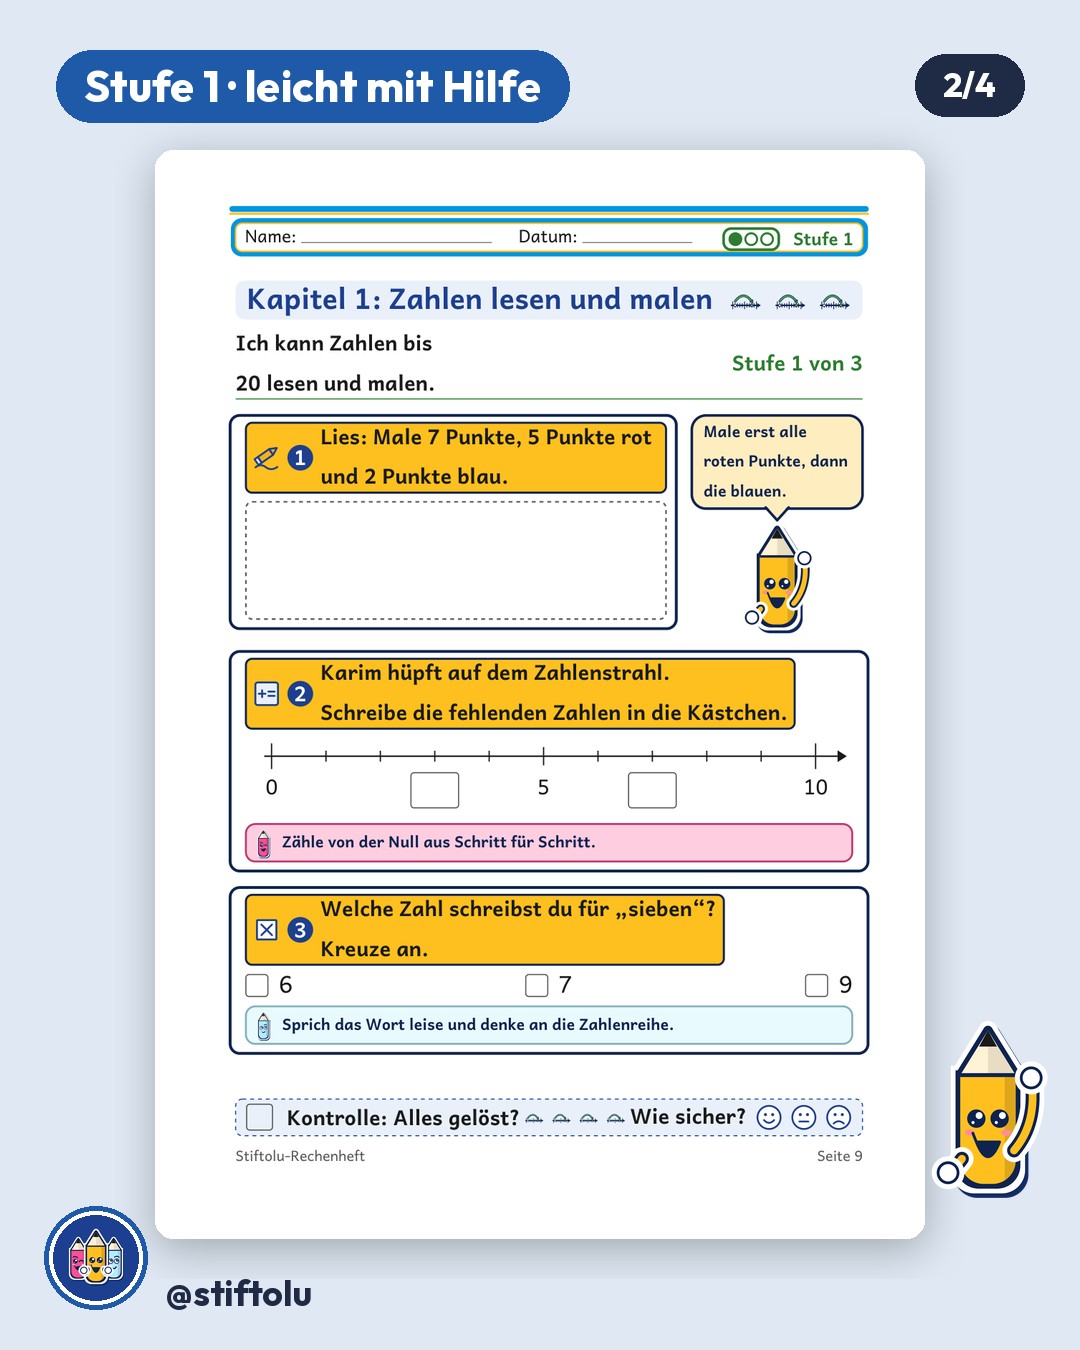 Stufe 1 · leicht mit Hilfe
2/4
Name: Datum: Stufe 1
Kapitel 1: Zahlen lesen und malen
Ich kann Zahlen bis
20 lesen und malen.
Stufe 1 von 3
1 Lies: Male 7 Punkte, 5 Punkte rot
und 2 Punkte blau.
Male erst alle
roten Punkte, dann
die blauen.
2 Karim hüpft auf dem Zahlenstrahl.
Schreibe die fehlenden Zahlen in die Kästchen.
0 5 10
Zähle von der Null aus Schritt für Schritt.
3 Welche Zahl schreibst du für „sieben“?
Kreuze an.
6 7 9
Sprich das Wort leise und denke an die Zahlenreihe.
Kontrolle: Alles gelöst? Wie sicher?
Stiftolu-Rechenheft Seite 9
@stiftolu